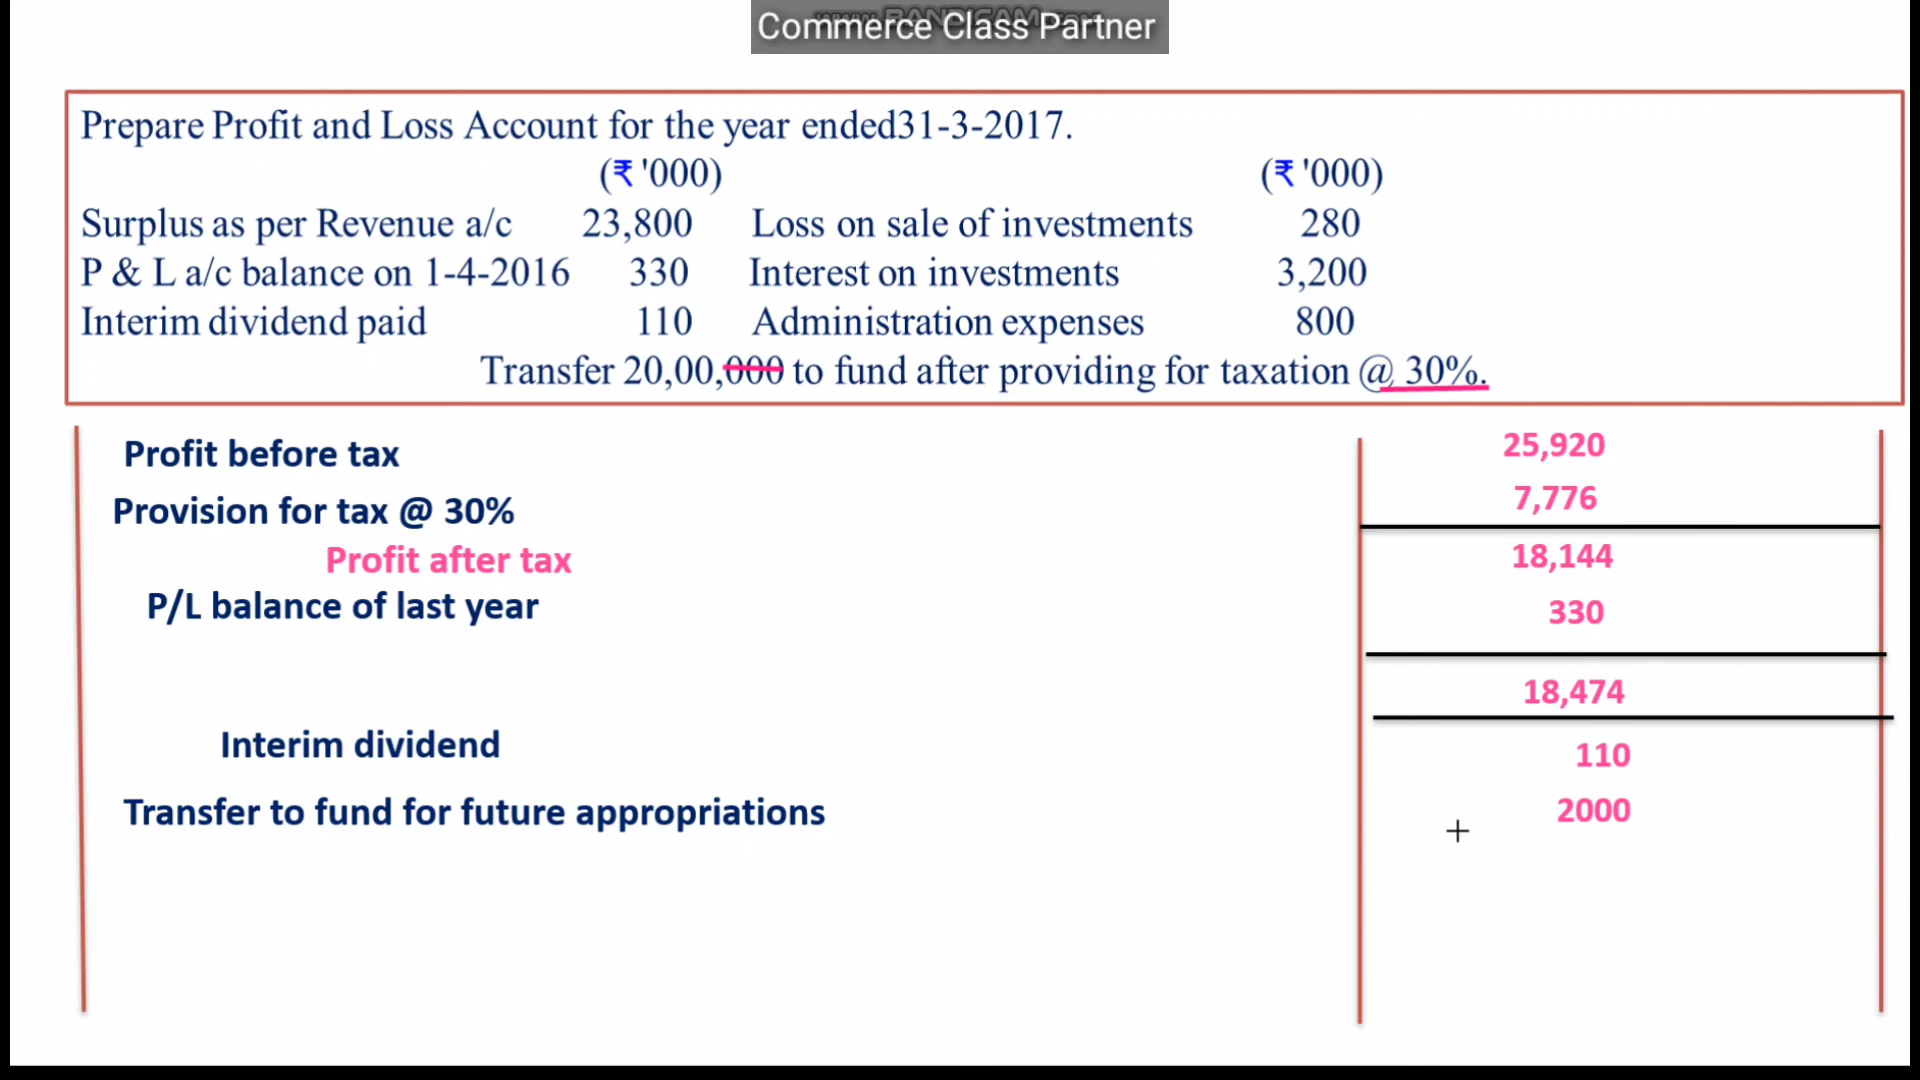 Commerce Class Partner
Prepare Profit and Loss Account for the year ended31-3-2017.
(₹ '000) (₹ '000)
Surplus as per Revenue a/c 23,800 Loss on sale of investments 280
P & L a/c balance on 1-4-2016 330 Interest on investments 3,200
Interim dividend paid 110 Administration expenses 800
Transfer 20,00,000 to fund after providing for taxation @ 30%.
Profit before tax 25,920
Provision for tax @ 30% 7,776
Profit after tax 18,144
P/L balance of last year 330
18,474
Interim dividend 110
Transfer to fund for future appropriations 2000